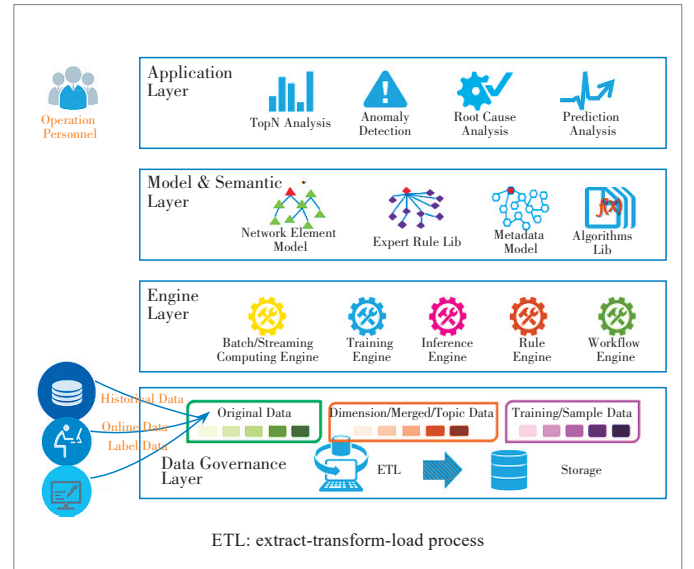 Operation
Personnel
Application
Layer
TopN Analysis
Anomaly
Detection
Root Cause
Analysis
Prediction
Analysis
Model & Semantic
Layer
Network Element
Model
Expert Rule Lib
Metadata
Model
f(x)
Algorithms
Lib
Engine
Layer
Batch/Streaming
Computing Engine
Training
Engine
Inference
Engine
Rule
Engine
Workflow
Engine
Historical Data
Online Data
Label Data
Original Data
Dimension/Merged/Topic Data
Training/Sample Data
Data Governance
Layer
ETL
Storage
ETL: extract-transform-load process